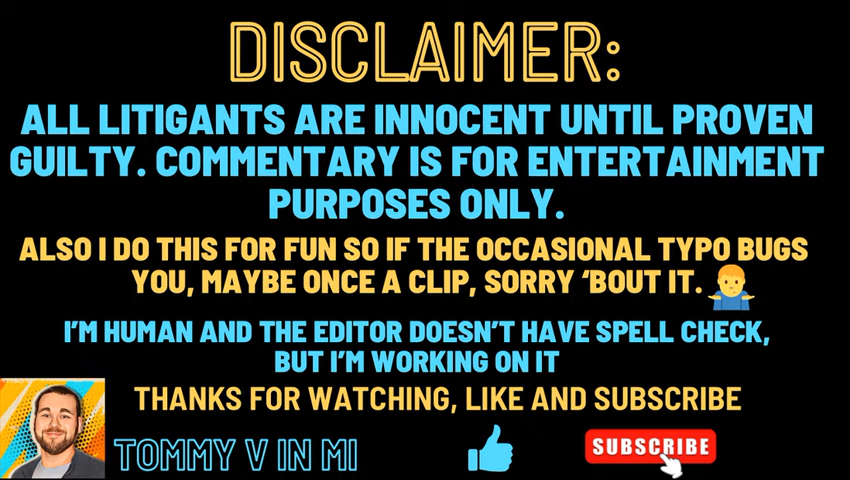 DISCLAIMER:
ALL LITIGANTS ARE INNOCENT UNTIL PROVEN
GUILTY. COMMENTARY IS FOR ENTERTAINMENT
PURPOSES ONLY.
ALSO I DO THIS FOR FUN SO IF THE OCCASIONAL TYPO BUGS
YOU, MAYBE ONCE A CLIP, SORRY ‘BOUT IT.
I’M HUMAN AND THE EDITOR DOESN’T HAVE SPELL CHECK,
BUT I’M WORKING ON IT
THANKS FOR WATCHING, LIKE AND SUBSCRIBE
TOMMY V IN MI
SUBSCRIBE